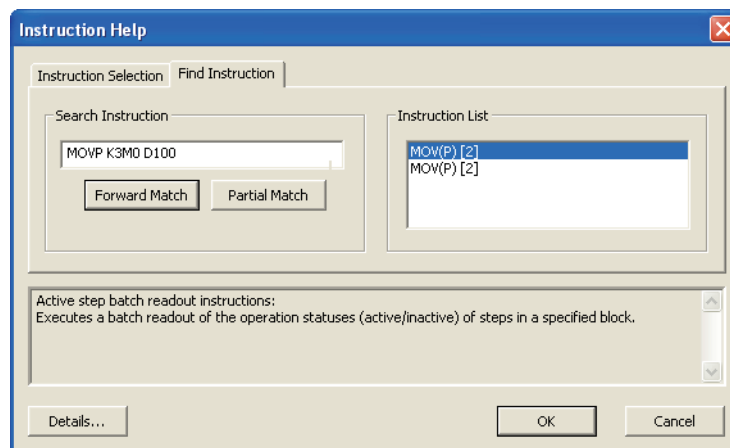 Instruction Help
Instruction Selection
Find Instruction
Search Instruction
MOVP K3M0 D100
Forward Match
Partial Match
Instruction List
MOV(P) [2]
MOV(P) [2]
Active step batch readout instructions:
Executes a batch readout of the operation statuses (active/inactive) of steps in a specified block.
Details...
OK
Cancel